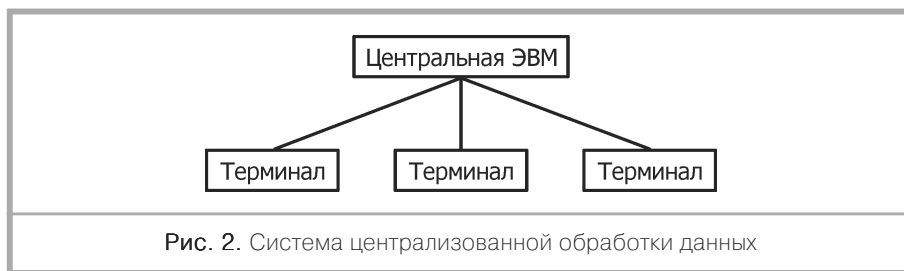 Центральная ЭВМ
Терминал Терминал Терминал
Рис. 2. Система централизованной обработки данных